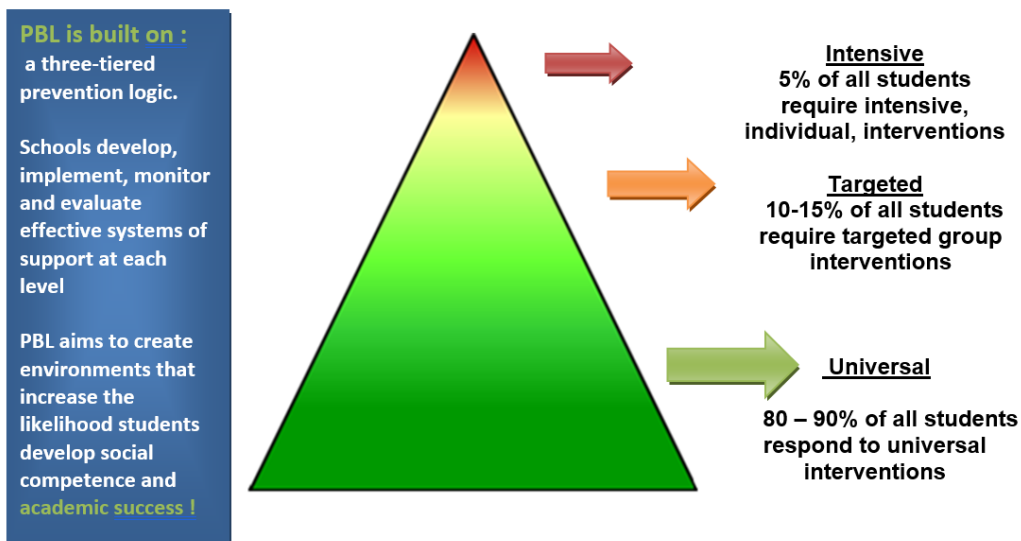 PBL is built on :
a three-tiered
prevention logic.
Schools develop,
implement, monitor
and evaluate
effective systems of
support at each
level
PBL aims to create
environments that
increase the
likelihood students
develop social
competence and
academic success !
Intensive
5% of all students
require intensive,
individual, interventions
Targeted
10-15% of all students
require targeted group
interventions
Universal
80 – 90% of all students
respond to universal
interventions